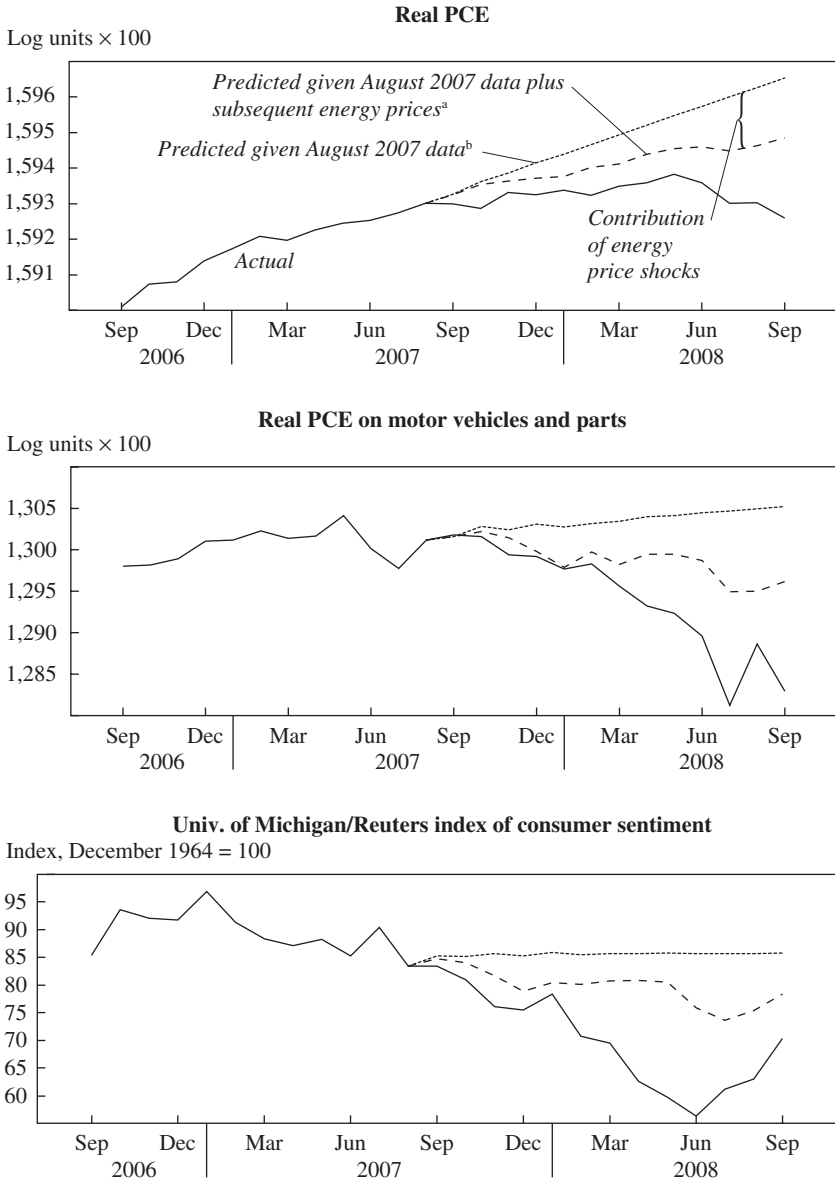 Real PCE
Log units × 100
1,596
1,595
1,594
1,593
1,592
1,591
Predicted given August 2007 data plus
subsequent energy pricesᵃ
Predicted given August 2007 dataᵇ
Actual
Contribution
of energy
price shocks
Sep Dec Mar Jun Sep Dec Mar Jun Sep
2006 2007 2008
Real PCE on motor vehicles and parts
Log units × 100
1,305
1,300
1,295
1,290
1,285
Sep Dec Mar Jun Sep Dec Mar Jun Sep
2006 2007 2008
Univ. of Michigan/Reuters index of consumer sentiment
Index, December 1964 = 100
95
90
85
80
75
70
65
60
Sep Dec Mar Jun Sep Dec Mar Jun Sep
2006 2007 2008